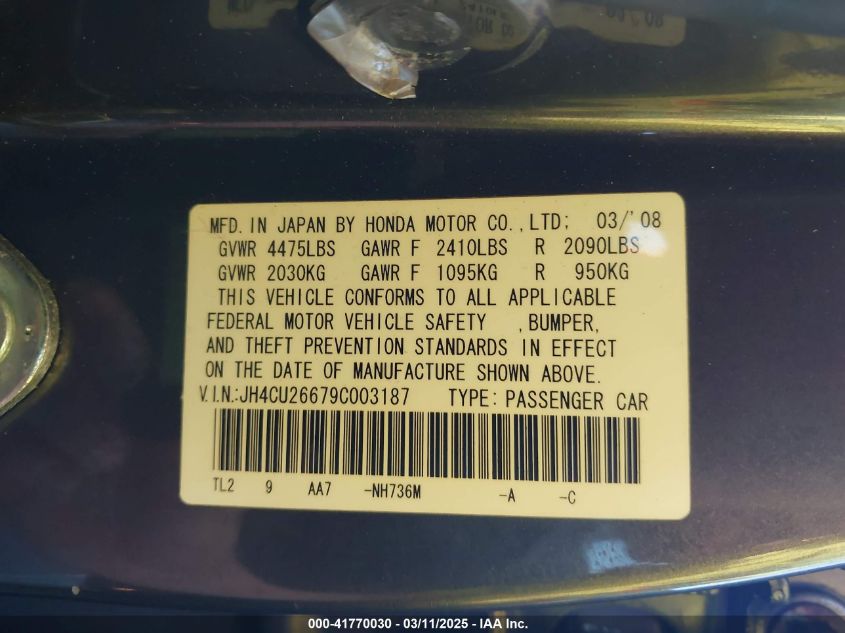 MFD. IN JAPAN BY HONDA MOTOR CO., LTD; 03/'08
GVWR 4475LBS GAWR F 2410LBS R 2090LBS
GVWR 2030KG GAWR F 1095KG R 950KG
THIS VEHICLE CONFORMS TO ALL APPLICABLE
FEDERAL MOTOR VEHICLE SAFETY , BUMPER,
AND THEFT PREVENTION STANDARDS IN EFFECT
ON THE DATE OF MANUFACTURE SHOWN ABOVE.
V.I.N.:JH4CU26679C003187 TYPE: PASSENGER CAR
TL2 9 AA7 -NH736M -A -C
000-41770030 - 03/11/2025 - IAA Inc.